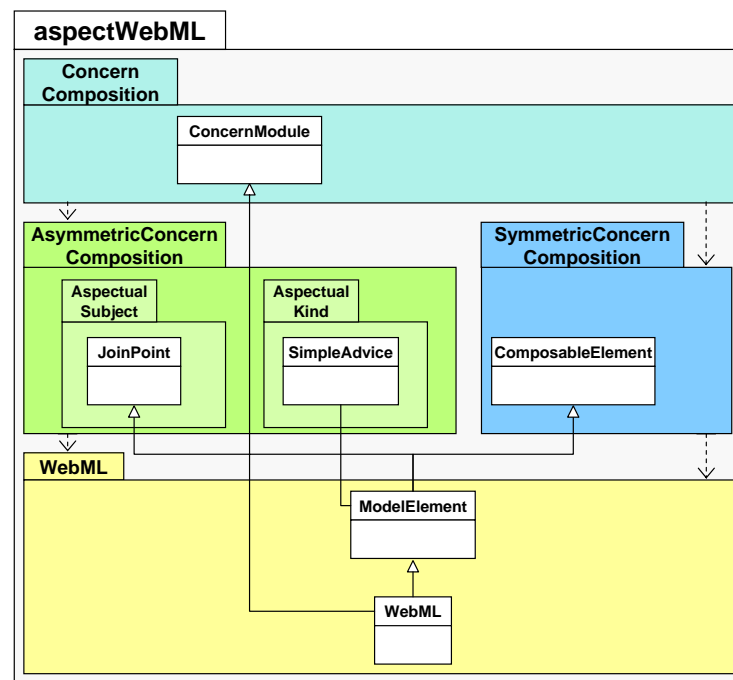 aspectWebML
Concern
Composition
ConcernModule
AsymmetricConcern
Composition
SymmetricConcern
Composition
Aspectual
Subject
Aspectual
Kind
JoinPoint
SimpleAdvice
ComposableElement
WebML
ModelElement
WebML